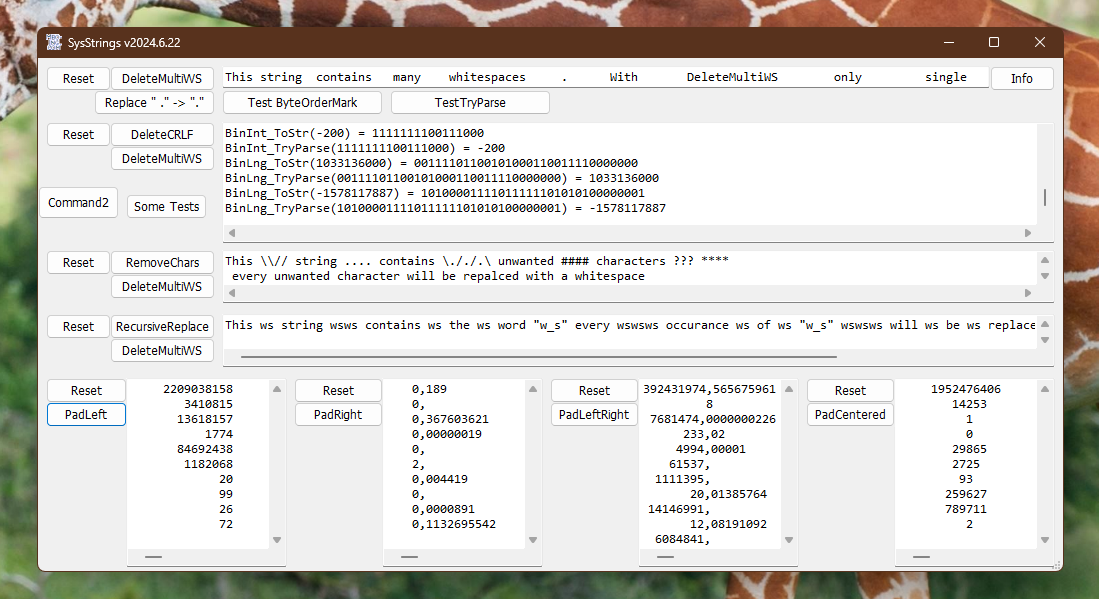 SysStrings v2024.6.22
Reset DeleteMultiWS This string contains many whitespaces . With DeleteMultiWS only single Info
Replace " ." -> "." Test ByteOrderMark TestTryParse
Reset DeleteCRLF
DeleteMultiWS
Command2 Some Tests
BinInt_ToStr(-200) = 1111111100111000
BinInt_TryParse(1111111100111000) = -200
BinLng_ToStr(1033136000) = 00111101100101000110011110000000
BinLng_TryParse(00111101100101000110011110000000) = 1033136000
BinLng_ToStr(-1578117887) = 10100001111011111101010100000001
BinLng_TryParse(10100001111011111101010100000001) = -1578117887
Reset RemoveChars
DeleteMultiWS
This \\// string .... contains \././.\ unwanted #### characters ??? ****
every unwanted character will be repalced with a whitespace
Reset RecursiveReplace
DeleteMultiWS
This ws string wsws contains ws the ws word "w_s" every wswsws occurance ws of ws "w_s" wswsws will ws be ws replace
Reset
PadLeft
2209038158
3410815
13618157
1774
84692438
1182068
20
99
26
72
Reset
PadRight
0,189
0,
0,367603621
0,00000019
0,
2,
0,004419
0,
0,0000891
0,1132695542
Reset
PadLeftRight
392431974,565675961
8
7681474,0000000226
233,02
4994,00001
61537,
1111395,
20,01385764
14146991,
12,08191092
6084841,
Reset
PadCentered
1952476406
14253
1
0
29865
2725
93
259627
789711
2